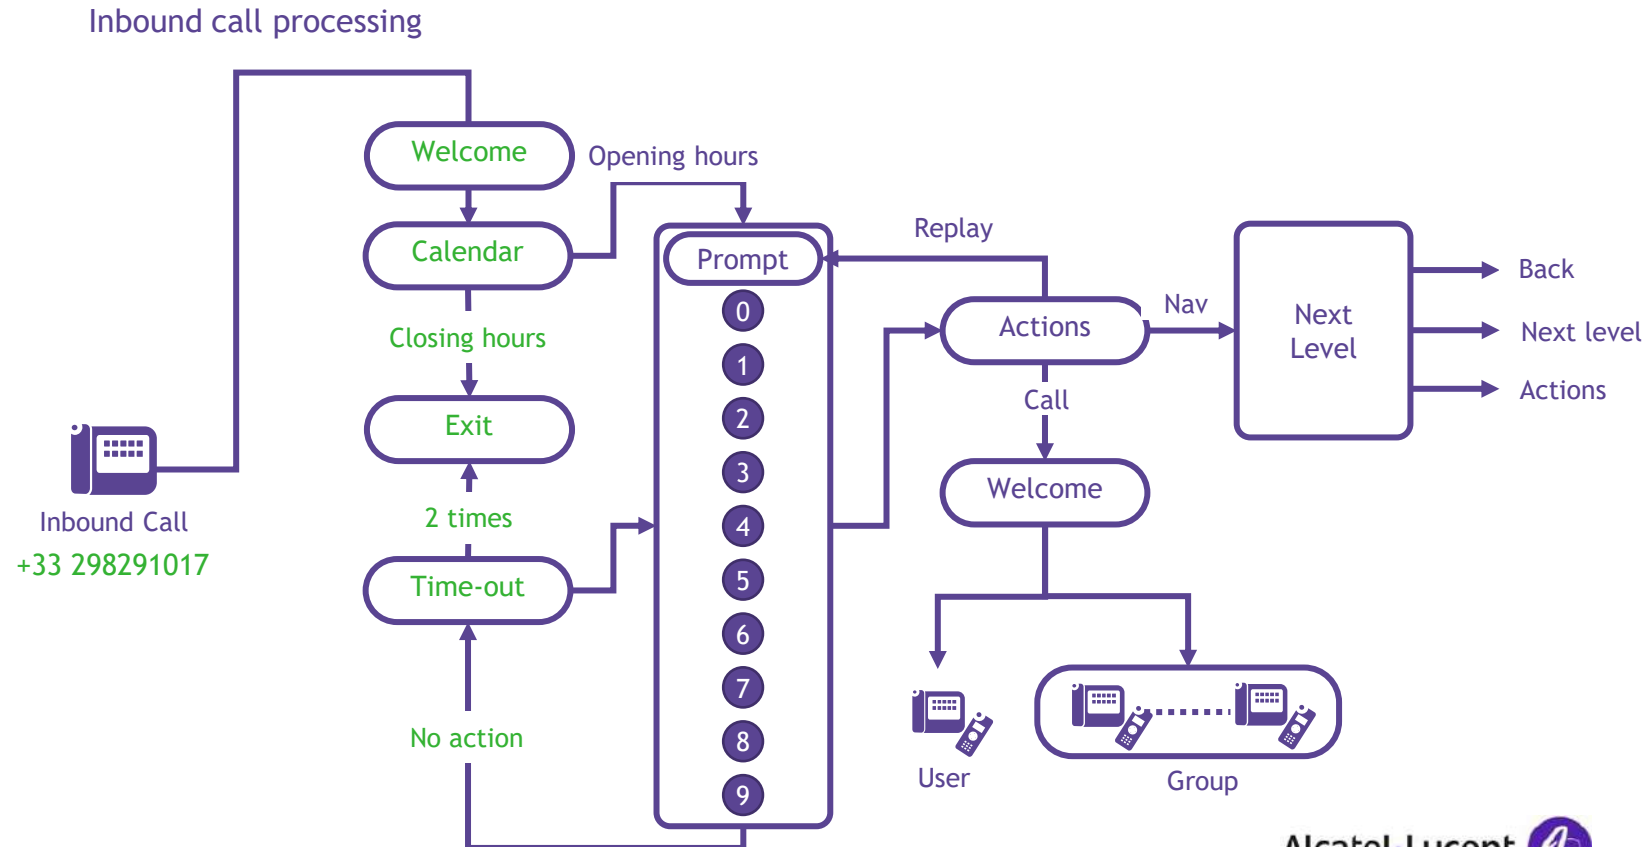 Inbound call processing
Welcome
Opening hours
Calendar
Closing hours
Exit
2 times
Time-out
No action
Inbound Call
+33 298291017
Prompt
0
1
2
3
4
5
6
7
8
9
Replay
Actions
Nav
Call
Welcome
User
Group
Next
Level
Back
Next level
Actions
Alcatel-Lucent